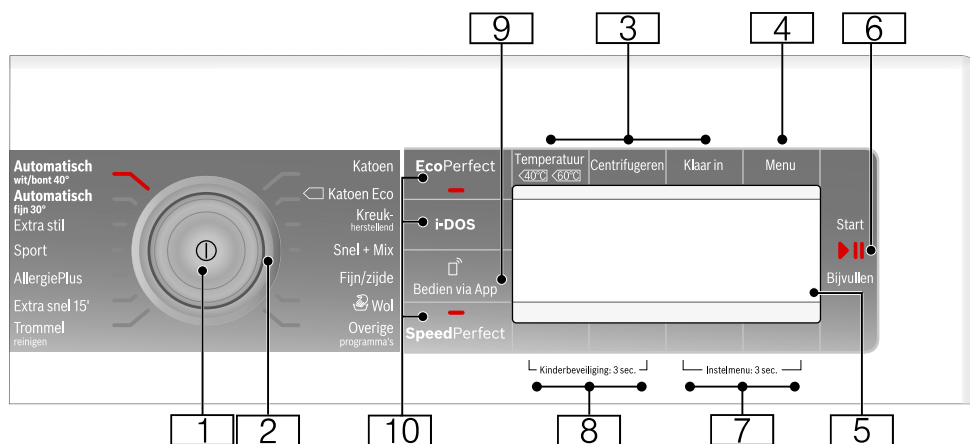 9
3
4
6
Automatisch
wit/bont 40°
Automatisch
fijn 30°
Extra stil
Sport
AllergiePlus
Extra snel 15'
Trommel
reinigen
Katoen
Katoen Eco
Kreuk-
herstellend
Snel + Mix
Fijn/zijde
Wol
Overige
programma's
EcoPerfect
i-DOS
Bedien via App
SpeedPerfect
Temperatuur
40°C 60°C
Centrifugeren
Klaar in
Menu
Start
Bijvullen
Kinderbeveiliging: 3 sec.
Instelmenu: 3 sec.
1
2
10
8
7
5